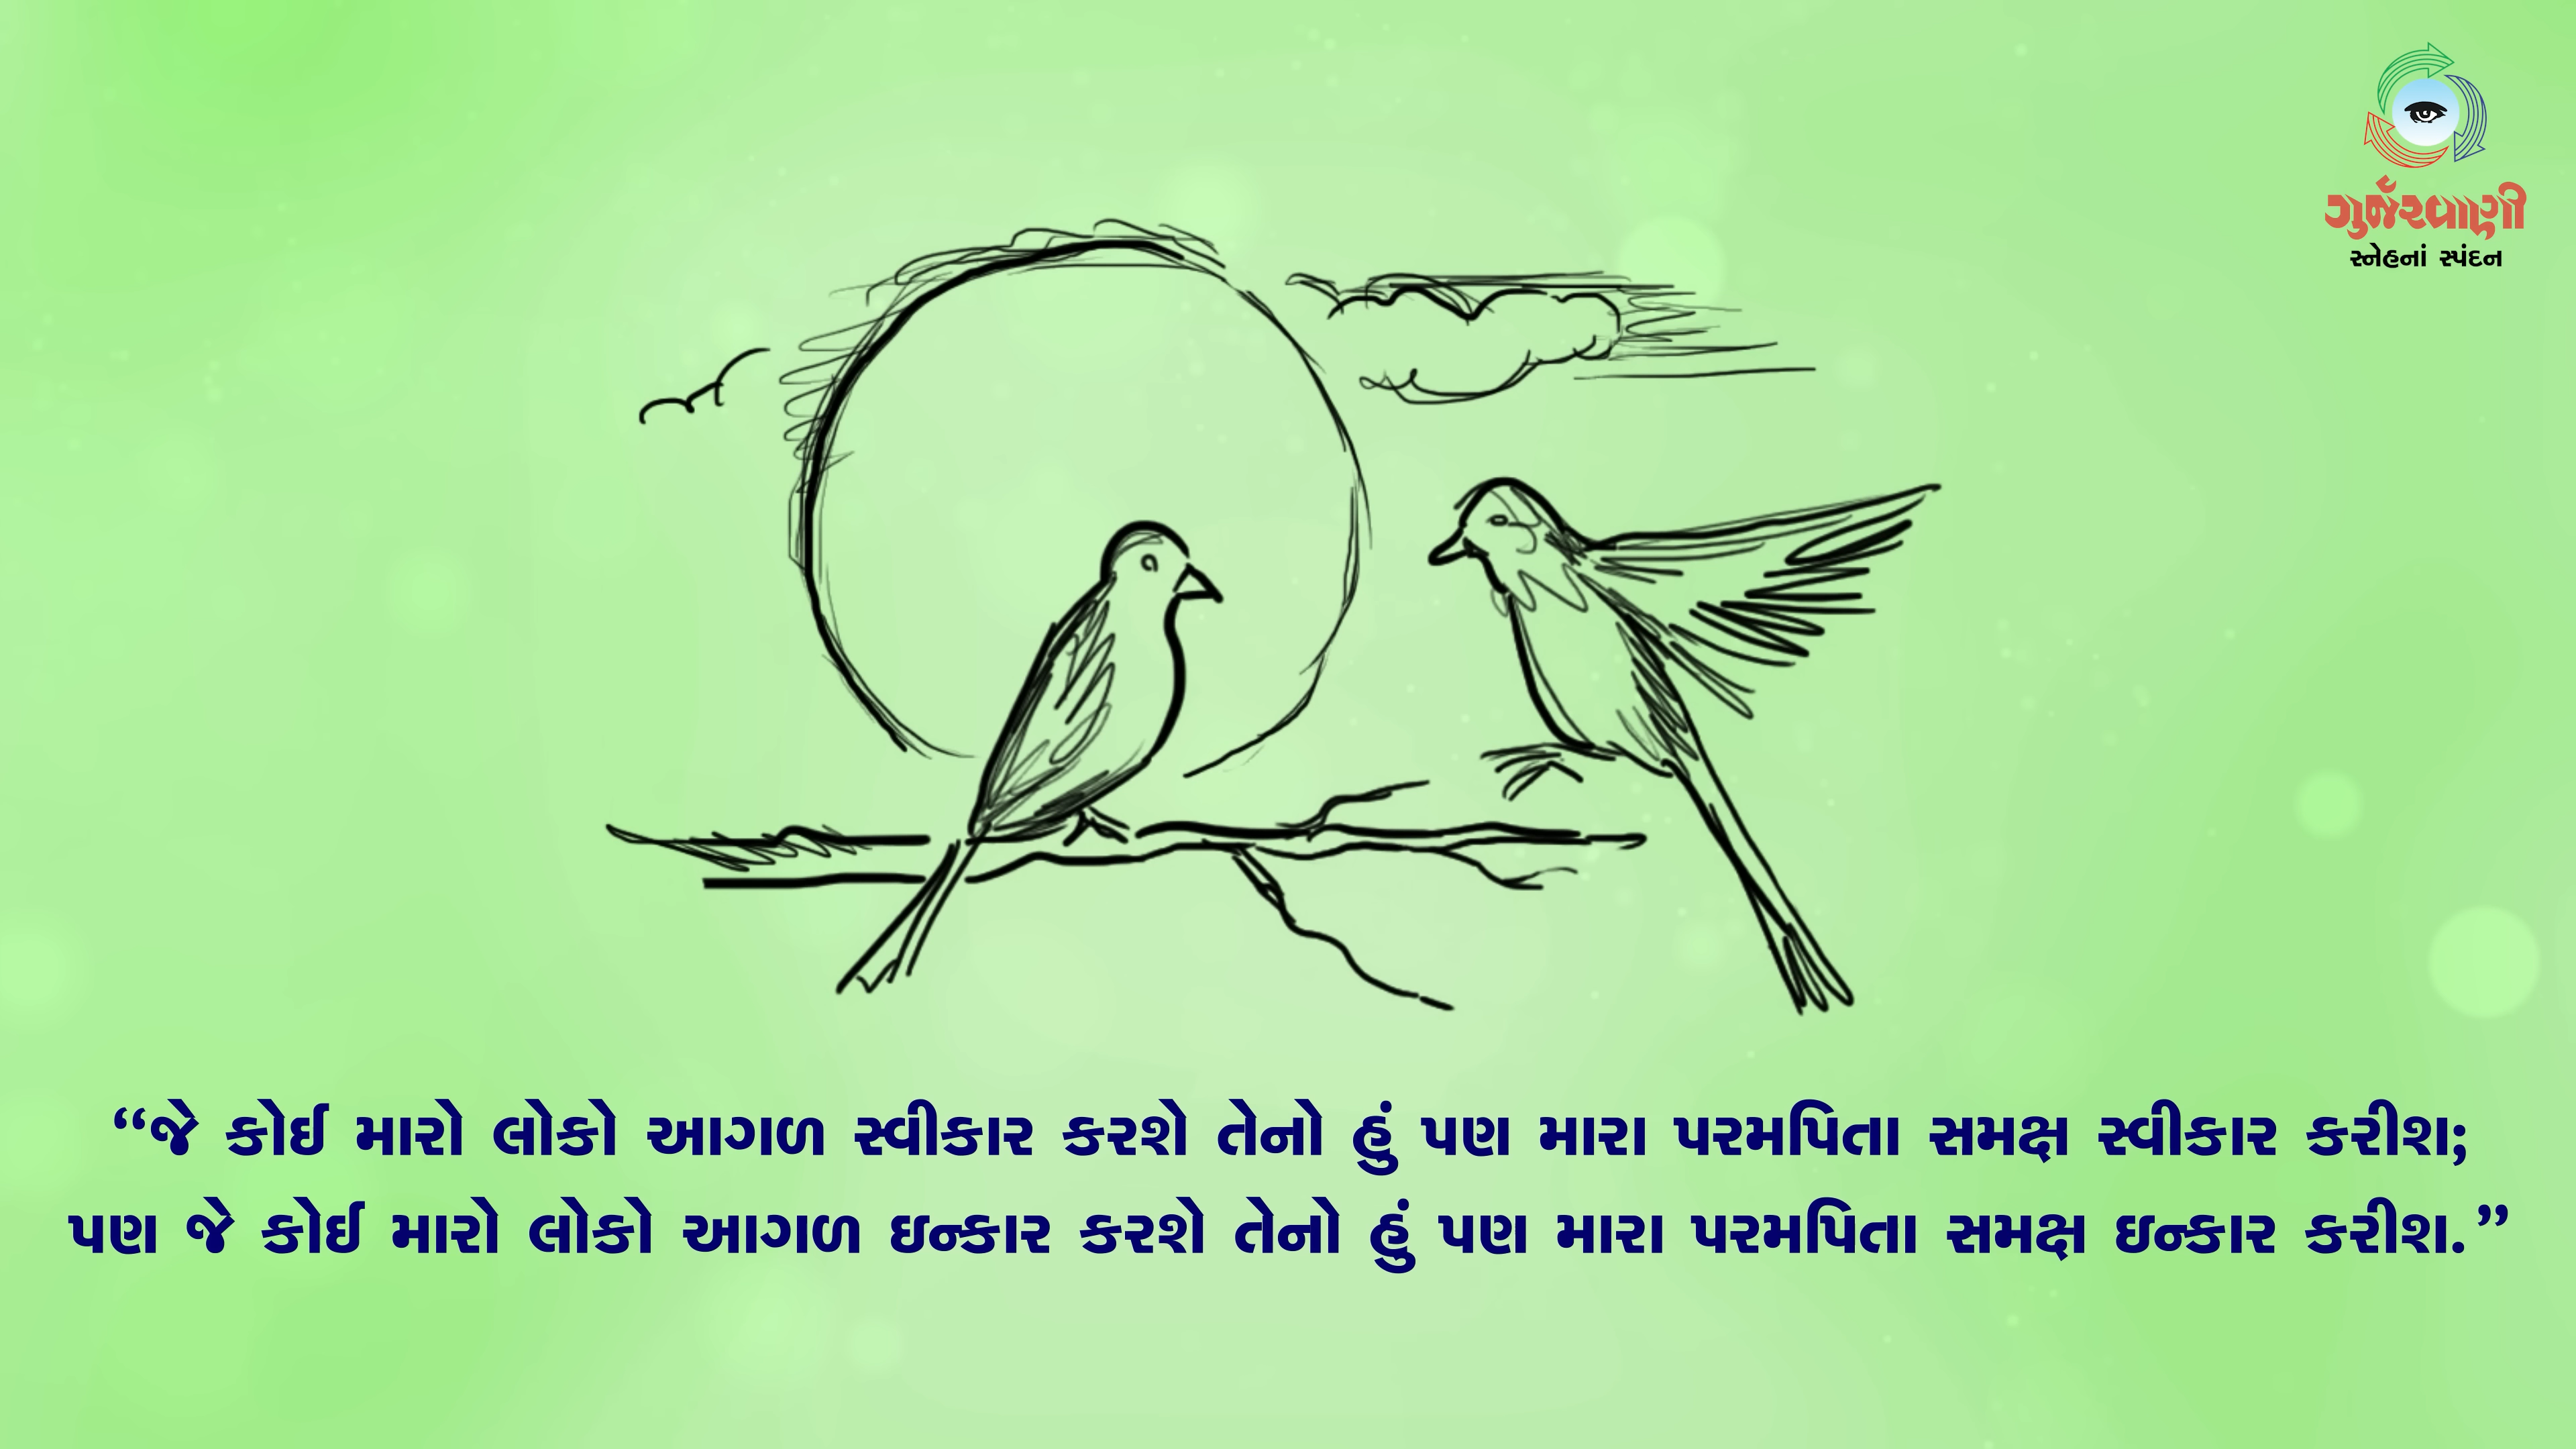 ગુર્જરવાણી
સ્નેહનાં સ્પંદન
“જે કોઈ મારો લોકો આગળ સ્વીકાર કરશે તેનો હું પણ મારા પરમપિતા સમક્ષ સ્વીકાર કરીશ;
પણ જે કોઈ મારો લોકો આગળ ઇન્કાર કરશે તેનો હું પણ મારા પરમપિતા સમક્ષ ઇન્કાર કરીશ.”